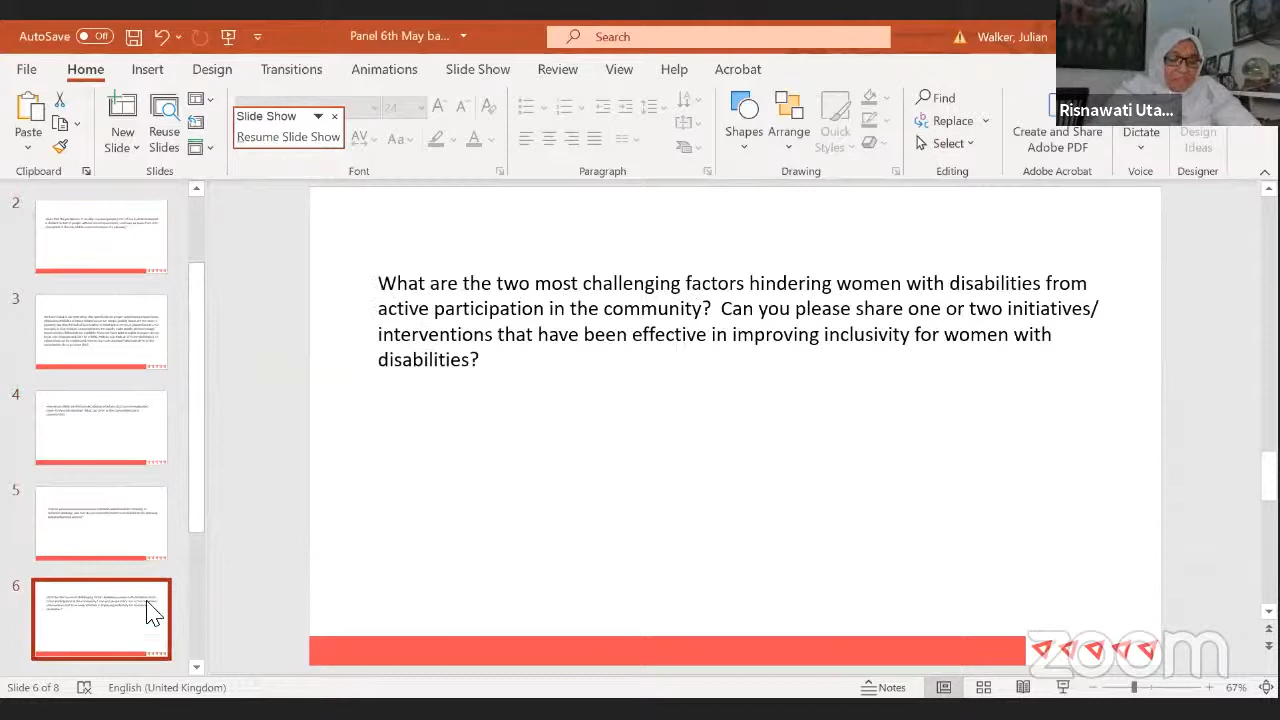 AutoSave Off Panel 6th May ba... Search Walker, Julian
File Home Insert Design Transitions Animations Slide Show Review View Help Acrobat
Risnawati Uta...
Slide Show
Resume Slide Show
24
Paste New Slide Reuse Slides Aa Shapes Arrange Quick Styles Find Replace Select Create and Share Adobe PDF Dictate Design Ideas
Clipboard Slides Font Paragraph Drawing Editing Adobe Acrobat Voice Designer
2
3
4
5
6
What are the two most challenging factors hindering women with disabilities from
active participation in the community?  Can you please share one or two initiatives/
interventions that have been effective in improving inclusivity for women with
disabilities?
zoom
Slide 6 of 8 English (United Kingdom) Notes 67%